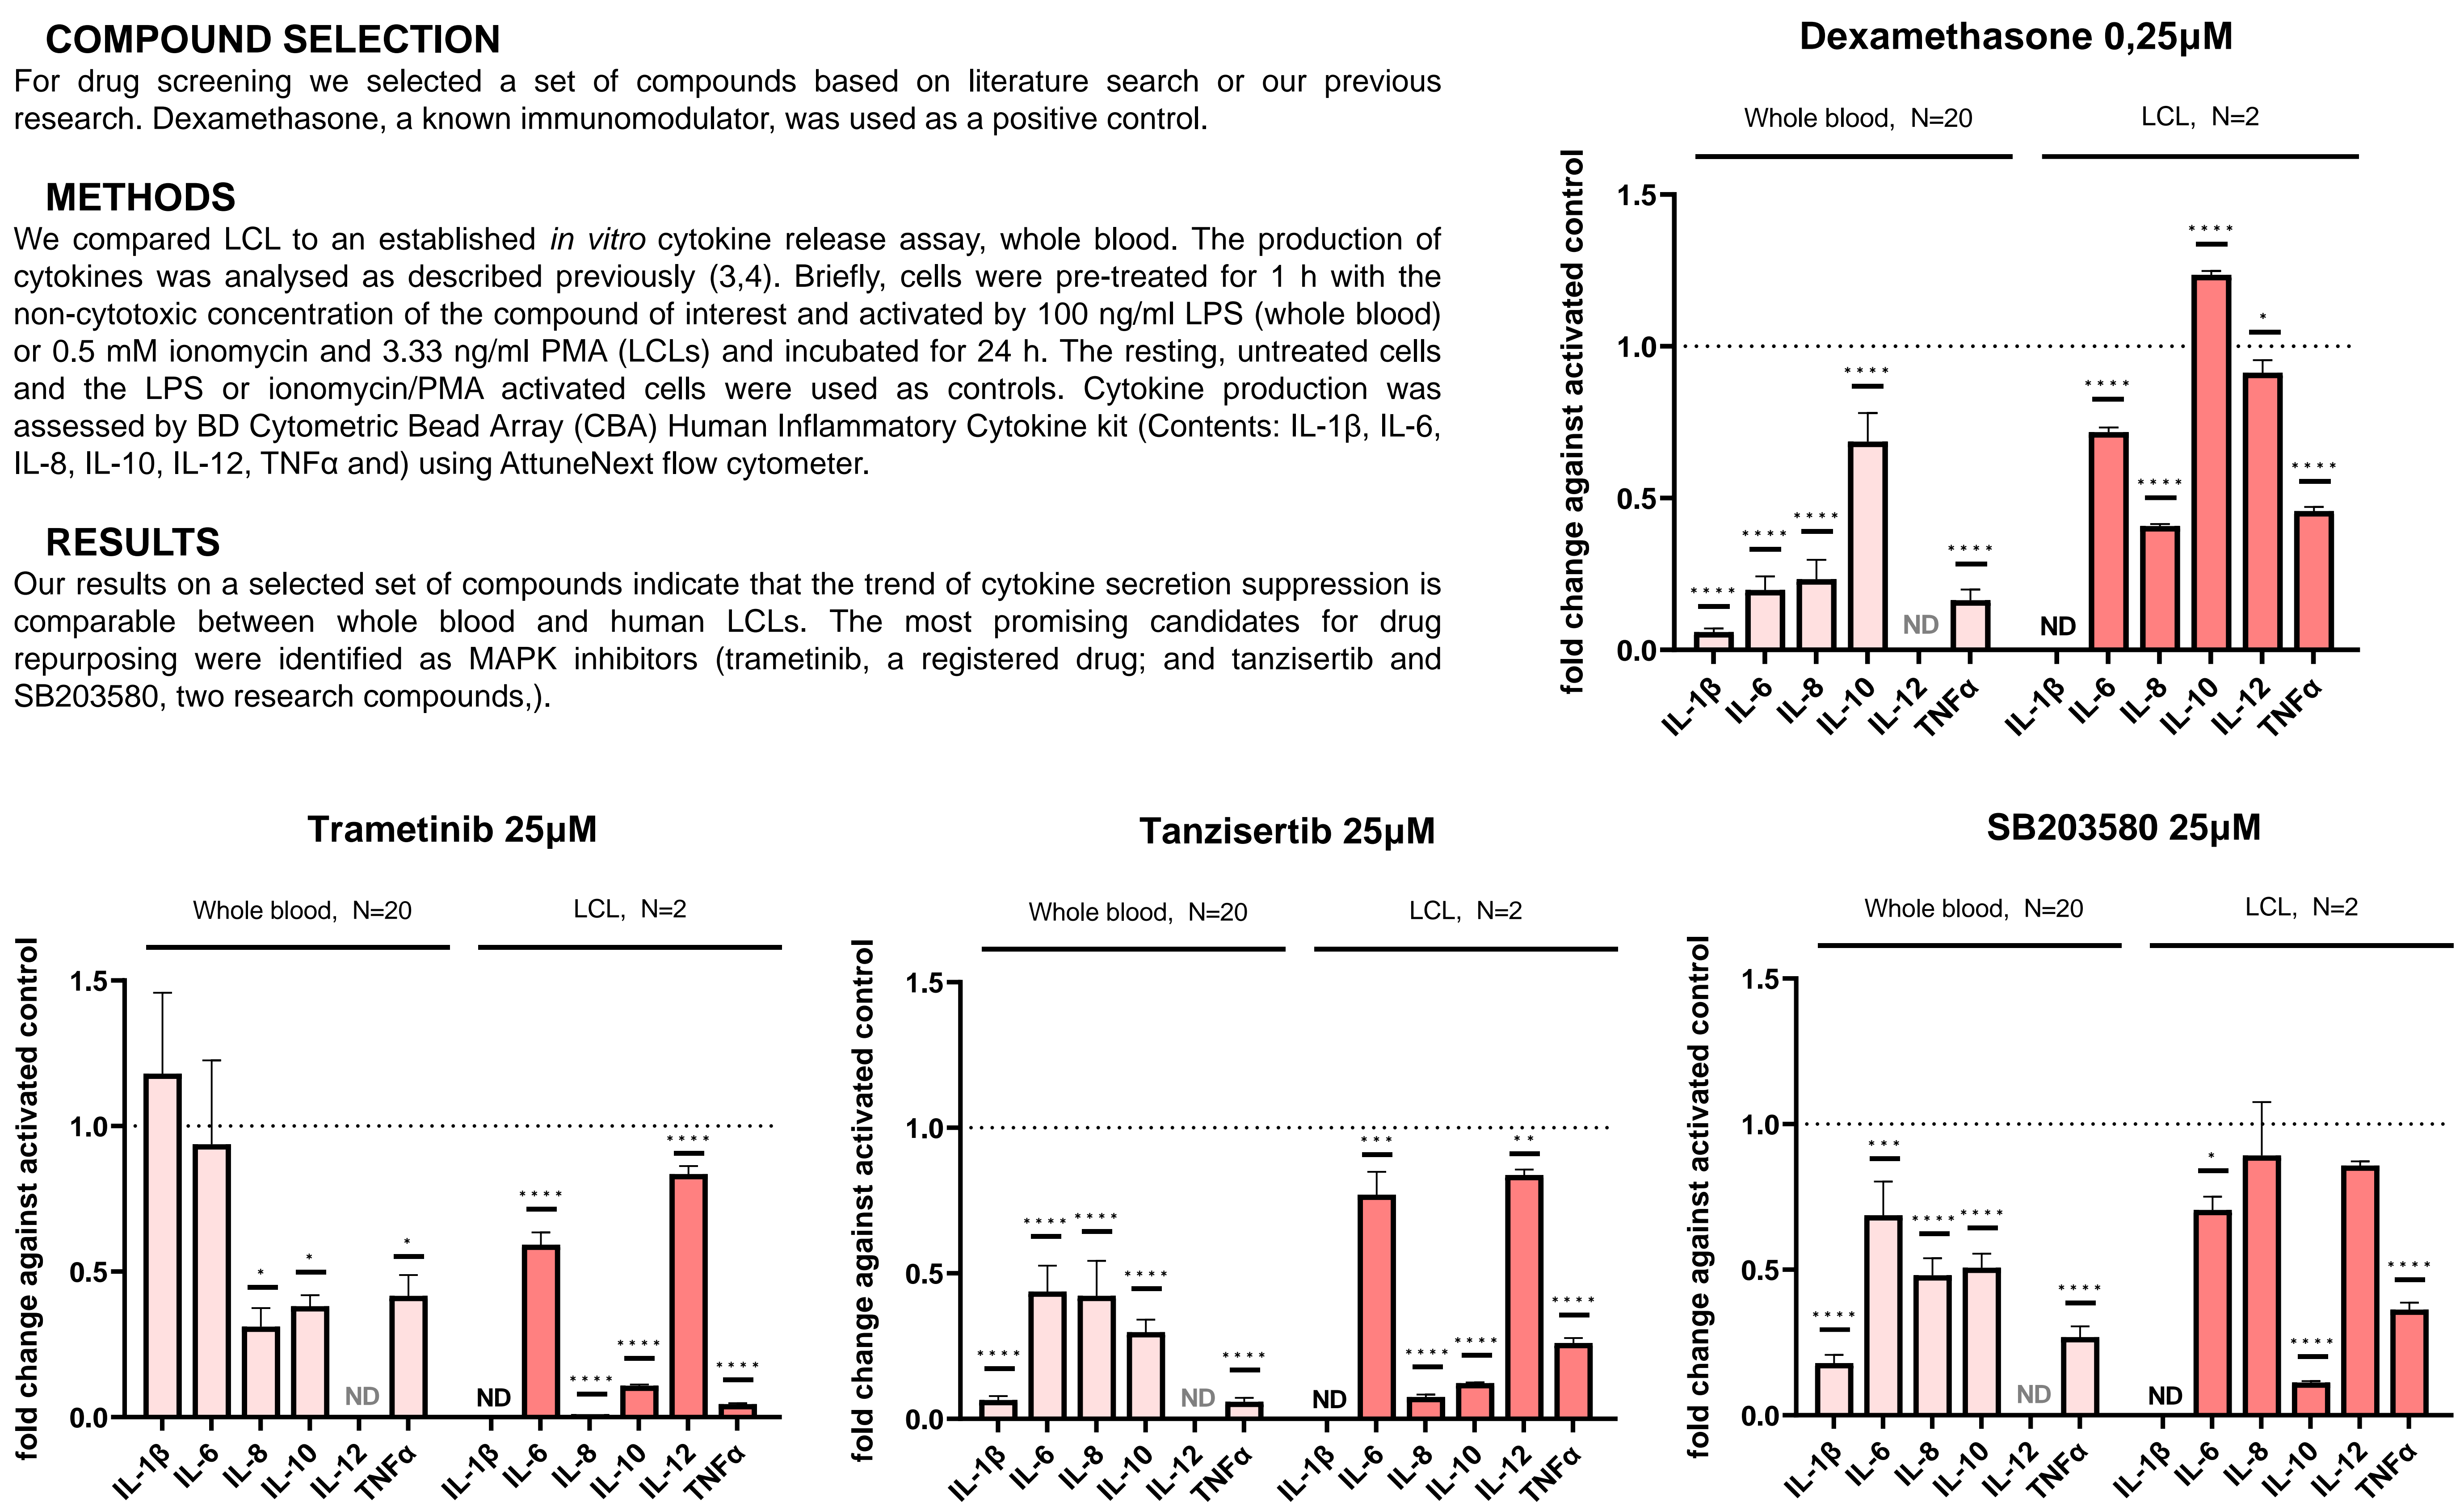 COMPOUND SELECTION
For drug screening we selected a set of compounds based on literature search or our previous
research. Dexamethasone, a known immunomodulator, was used as a positive control.
METHODS
We compared LCL to an established in vitro cytokine release assay, whole blood. The production of
cytokines was analysed as described previously (3,4). Briefly, cells were pre-treated for 1 h with the
non-cytotoxic concentration of the compound of interest and activated by 100 ng/ml LPS (whole blood)
or 0.5 mM ionomycin and 3.33 ng/ml PMA (LCLs) and incubated for 24 h. The resting, untreated cells
and the LPS or ionomycin/PMA activated cells were used as controls. Cytokine production was
assessed by BD Cytometric Bead Array (CBA) Human Inflammatory Cytokine kit (Contents: IL-1β, IL-6,
IL-8, IL-10, IL-12, TNFα and) using AttuneNext flow cytometer.
RESULTS
Our results on a selected set of compounds indicate that the trend of cytokine secretion suppression is
comparable between whole blood and human LCLs. The most promising candidates for drug
repurposing were identified as MAPK inhibitors (trametinib, a registered drug; and tanzisertib and
SB203580, two research compounds,).
Dexamethasone 0,25µM
Whole blood, N=20
LCL, N=2
fold change against activated control
1.5
1.0
0.5
0.0
****
****
****
****
ND
****
ND
****
****
****
*
****
IL-1β
IL-6
IL-8
IL-10
IL-12
TNFα
IL-1β
IL-6
IL-8
IL-10
IL-12
TNFα
Trametinib 25µM
Whole blood, N=20
LCL, N=2
fold change against activated control
1.5
1.0
0.5
0.0
*
*
ND
*
ND
****
****
****
****
****
IL-1β
IL-6
IL-8
IL-10
IL-12
TNFα
IL-1β
IL-6
IL-8
IL-10
IL-12
TNFα
Tanzisertib 25µM
Whole blood, N=20
LCL, N=2
fold change against activated control
1.5
1.0
0.5
0.0
****
****
****
****
ND
****
ND
***
****
****
**
****
IL-1β
IL-6
IL-8
IL-10
IL-12
TNFα
IL-1β
IL-6
IL-8
IL-10
IL-12
TNFα
SB203580 25µM
Whole blood, N=20
LCL, N=2
fold change against activated control
1.5
1.0
0.5
0.0
****
***
****
****
ND
****
ND
*
****
****
IL-1β
IL-6
IL-8
IL-10
IL-12
TNFα
IL-1β
IL-6
IL-8
IL-10
IL-12
TNFα